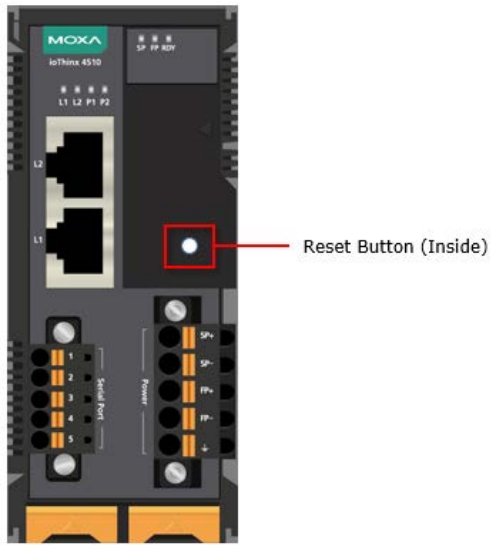 MOXA
ioThinx 4510
SP FP RDY
L1 L2 P1 P2
L2
L1
Reset Button (Inside)
1
2
3
4
5
Serial Port
Power
SP+
SP-
FP+
FP-